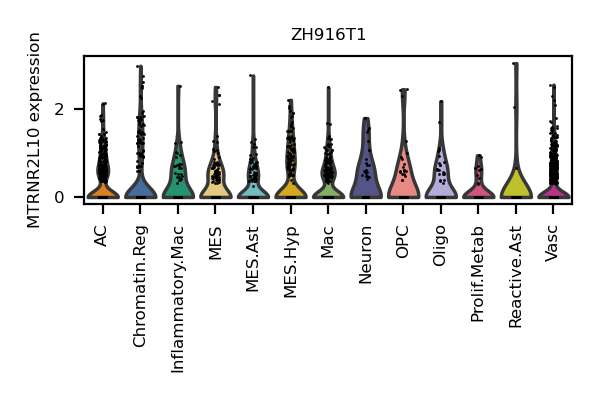 ZH916T1
MTRNR2L10 expression
2
0
AC
Chromatin.Reg
Inflammatory.Mac
MES
MES.Ast
MES.Hyp
Mac
Neuron
OPC
Oligo
Prolif.Metab
Reactive.Ast
Vasc